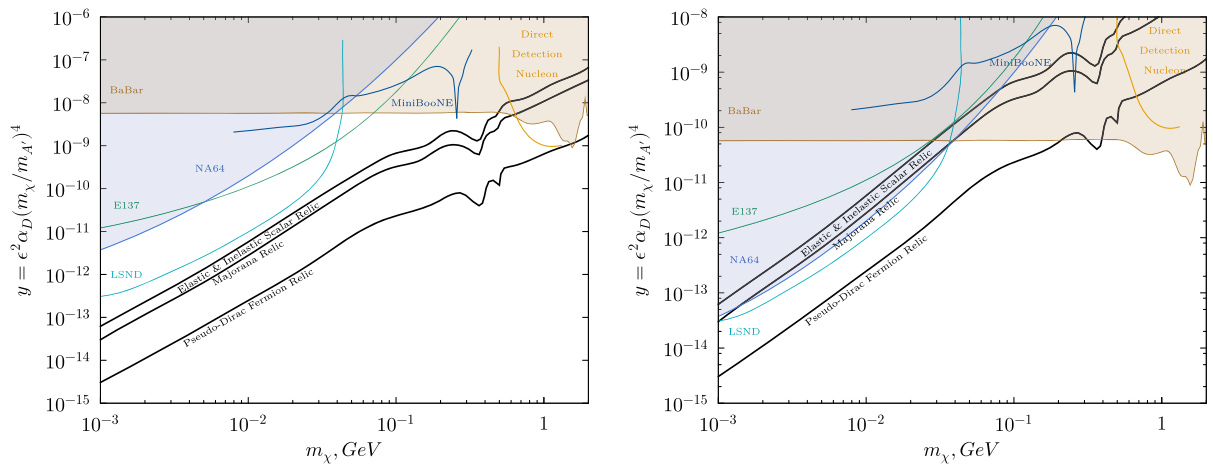 10⁻⁶
10⁻⁷
10⁻⁸
10⁻⁹
10⁻¹⁰
10⁻¹¹
10⁻¹²
10⁻¹³
10⁻¹⁴
10⁻¹⁵
y = ϵ²α_D(m_χ/m_A′)⁴
BaBar
NA64
E137
LSND
MiniBooNE
Direct
Detection
Nucleon
Elastic & Inelastic Scalar Relic
Majorana Relic
Pseudo-Dirac Fermion Relic
10⁻³
10⁻²
10⁻¹
1
m_χ, GeV
10⁻⁸
10⁻⁹
10⁻¹⁰
10⁻¹¹
10⁻¹²
10⁻¹³
10⁻¹⁴
10⁻¹⁵
y = ϵ²α_D(m_χ/m_A′)⁴
MiniBooNE
Direct
Detection
Nucleon
BaBar
E137
NA64
LSND
Elastic & Inelastic Scalar Relic
Majorana Relic
Pseudo-Dirac Fermion Relic
10⁻³
10⁻²
10⁻¹
1
m_χ, GeV